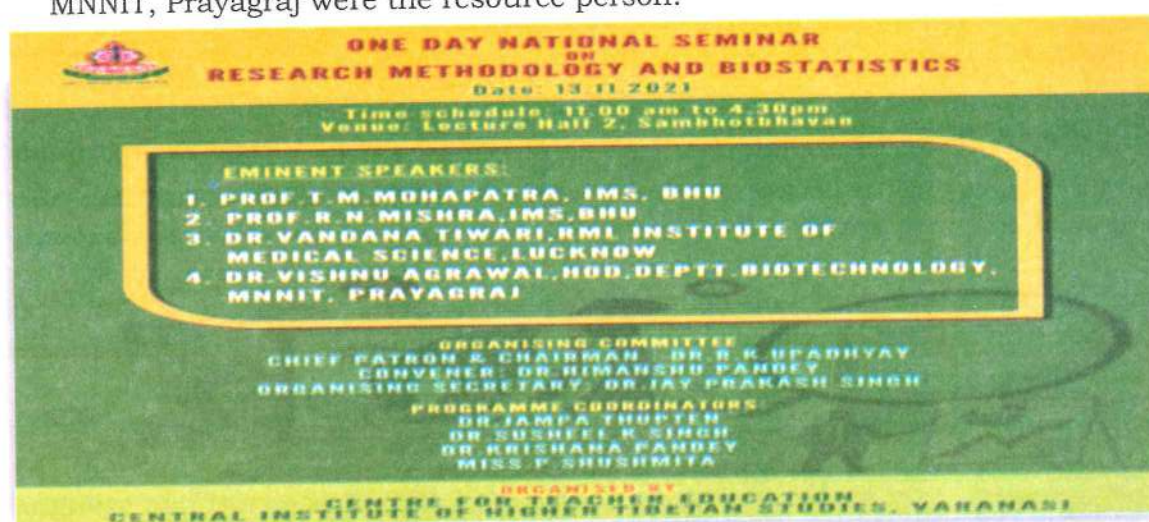 MNNIT, Prayagraj were the resource person.
ONE DAY NATIONAL SEMINAR
ON
RESEARCH METHODOLOGY AND BIOSTATISTICS
Date: 13.11.2021
Time schedule: 11.00 am to 4.30pm
Venue: Lecture Hall 2, Sambhotbhavan
EMINENT SPEAKERS:
1. PROF.T.M.MOHAPATRA, IMS, BHU
2. PROF.R.N.MISHRA,IMS,BHU
3. DR.VANDANA TIWARI,RML INSTITUTE OF
MEDICAL SCIENCE,LUCKNOW
4. DR.VISHNU AGRAWAL,HOD,DEPTT.BIOTECHNOLOGY,
MNNIT, PRAYAGRAJ
ORGANISING COMMITTEE
CHIEF PATRON & CHAIRMAN DR.R.K.UPADHYAY
CONVENER: DR.HIMANSHU PANDEY
ORGANISING SECRETARY: DR.JAY PRAKASH SINGH
PROGRAMME COORDINATORS
DR.JAMPA THUPTEN
DR.SUSHEEL K SINGH
DR.KRISHANA PANDEY
MISS.P SHUSHMITA
ORGANISED BY
CENTRE FOR TEACHER EDUCATION
CENTRAL INSTITUTE OF HIGHER TIBETAN STUDIES, VARANASI